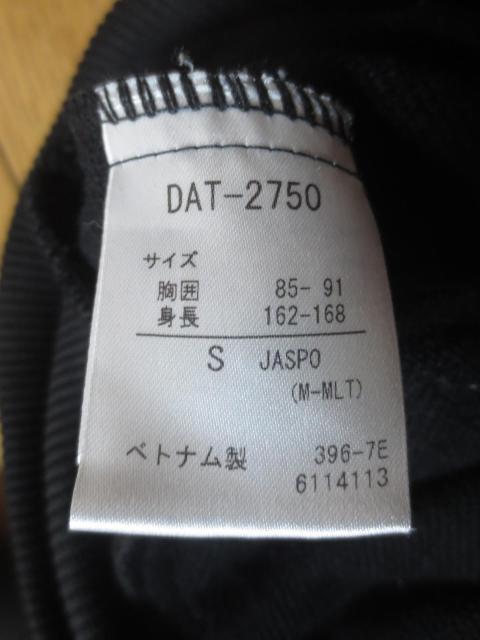 DAT-2750
サイズ
胸囲 85- 91
身長 162-168
S JASPO
(M-MLT)
ベトナム製 396-7E
6114113